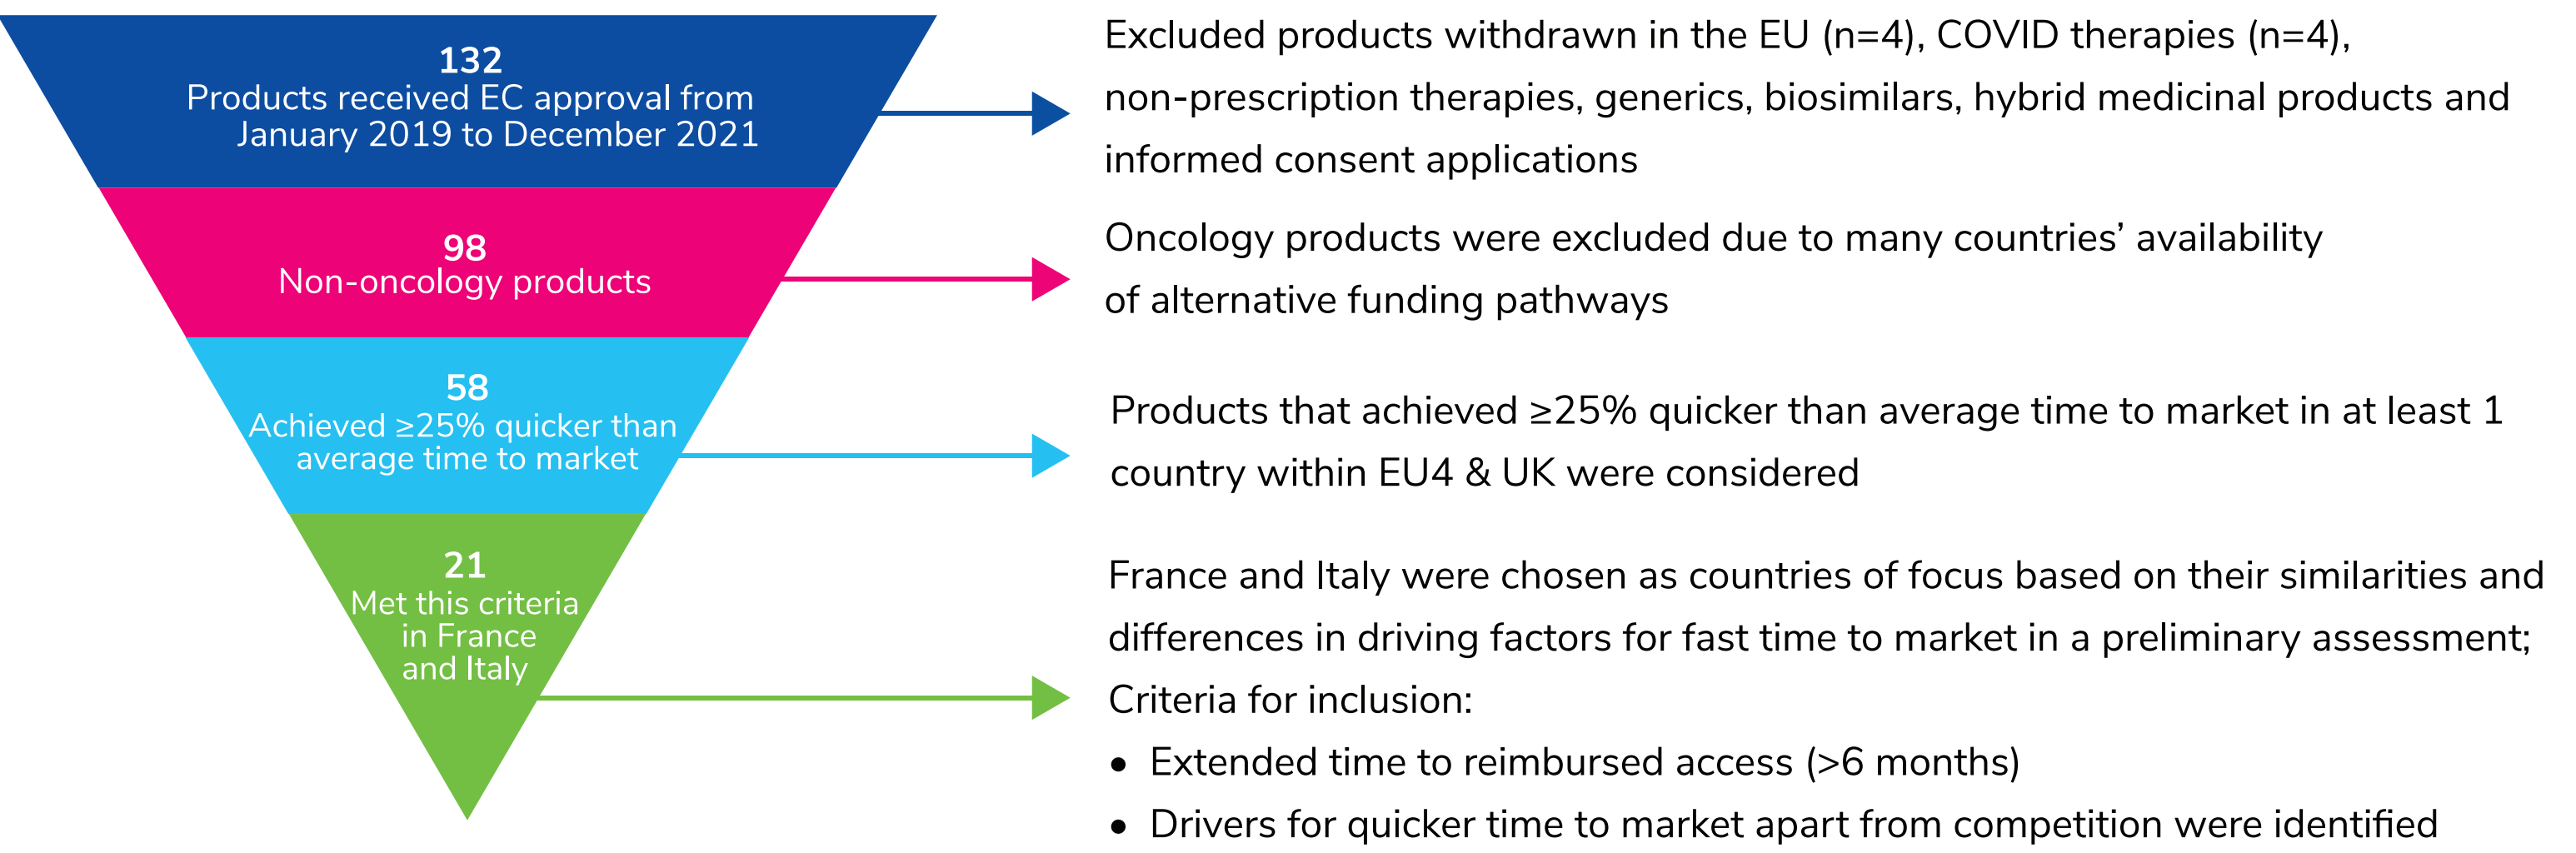 132
Products received EC approval from
January 2019 to December 2021
Excluded products withdrawn in the EU (n=4), COVID therapies (n=4),
non-prescription therapies, generics, biosimilars, hybrid medicinal products and
informed consent applications
98
Non-oncology products
Oncology products were excluded due to many countries’ availability
of alternative funding pathways
58
Achieved ≥25% quicker than
average time to market
Products that achieved ≥25% quicker than average time to market in at least 1
country within EU4 & UK were considered
21
Met this criteria
in France
and Italy
France and Italy were chosen as countries of focus based on their similarities and
differences in driving factors for fast time to market in a preliminary assessment;
Criteria for inclusion:
• Extended time to reimbursed access (>6 months)
• Drivers for quicker time to market apart from competition were identified